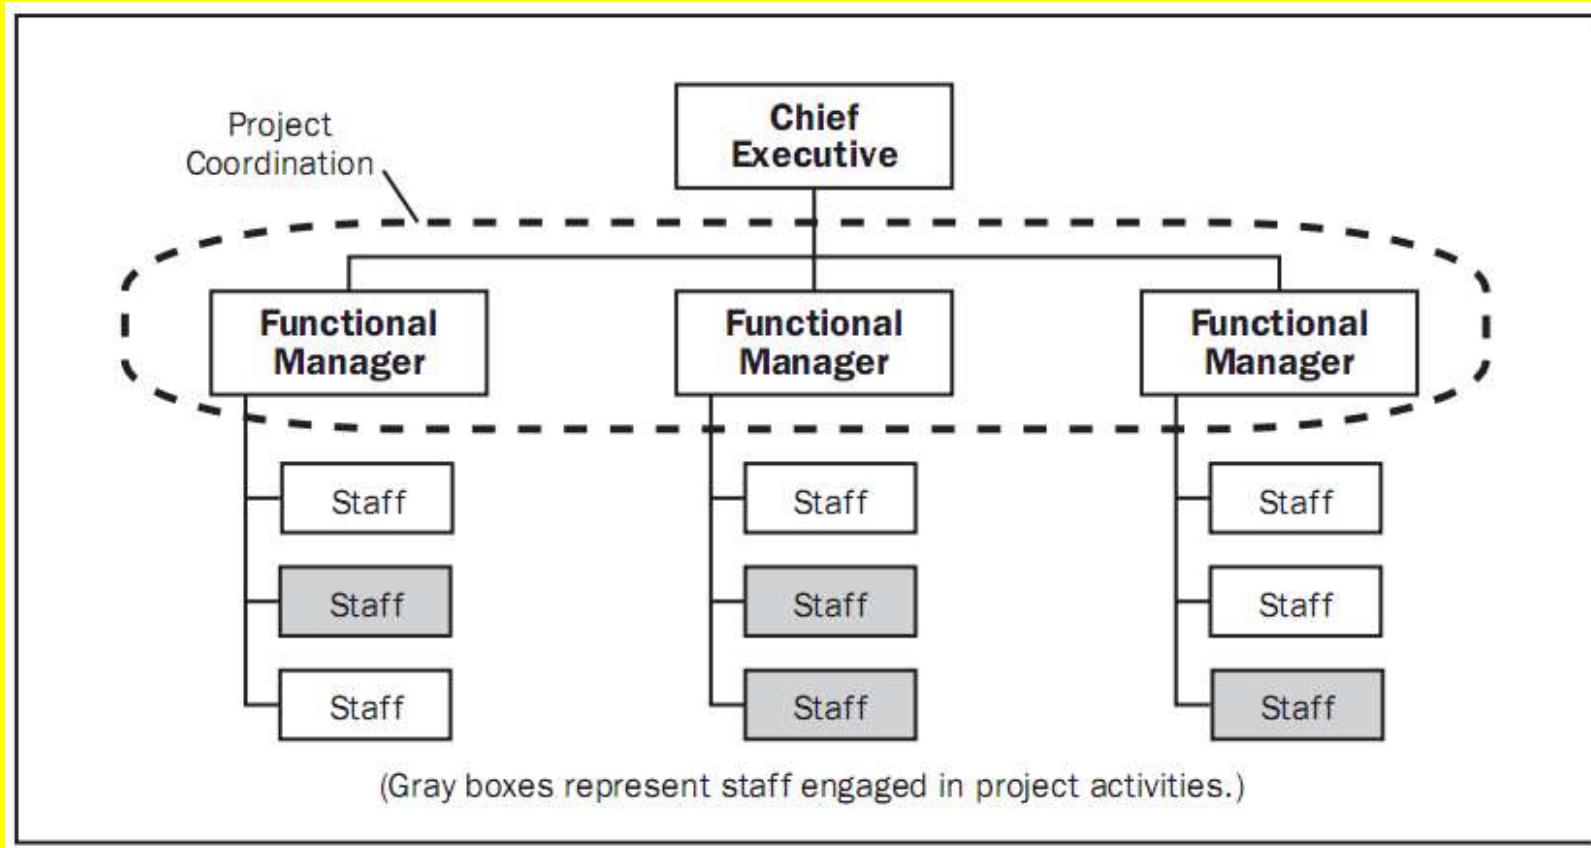 Project
Coordination
Chief
Executive
Functional
Manager
Functional
Manager
Functional
Manager
Staff
Staff
Staff
Staff
Staff
Staff
Staff
Staff
Staff
(Gray boxes represent staff engaged in project activities.)